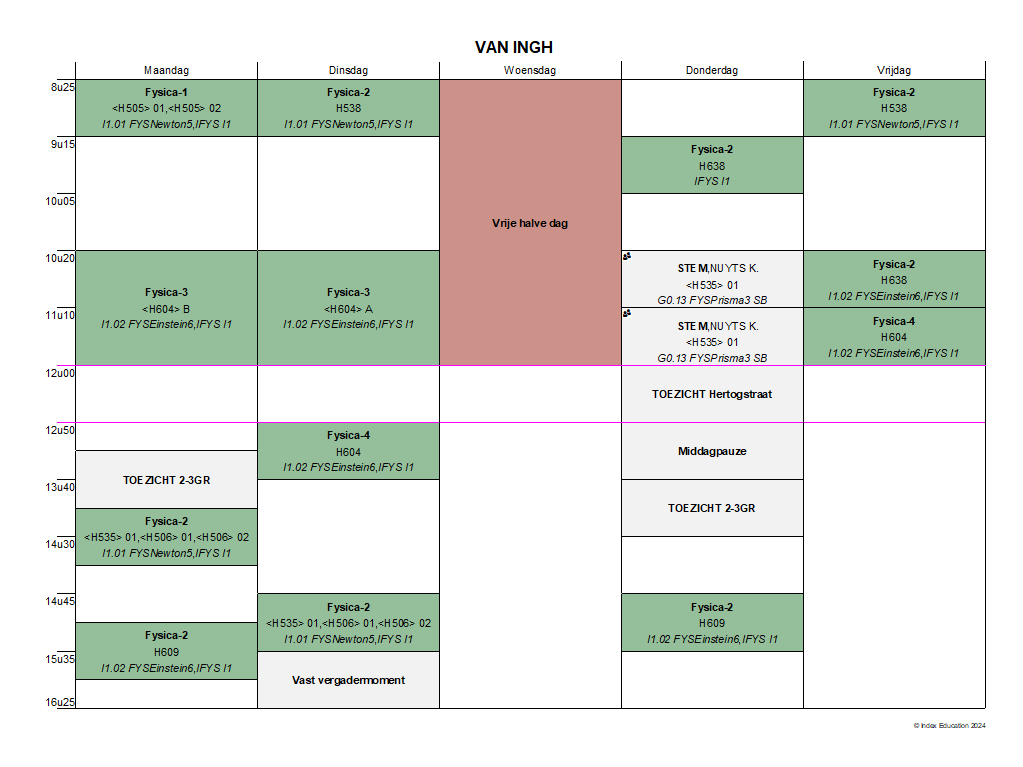 VAN INGH
Maandag
Dinsdag
Woensdag
Donderdag
Vrijdag
8u25
9u15
10u05
10u20
11u10
12u00
12u50
13u40
14u30
14u45
15u35
16u25
Fysica-1
<H505> 01,<H505> 02
I1.01 FYSNewton5,IFYS I1
Fysica-3
<H604> B
I1.02 FYSEinstein6,IFYS I1
TOEZICHT 2-3GR
Fysica-2
<H535> 01,<H506> 01,<H506> 02
I1.01 FYSNewton5,IFYS I1
Fysica-2
H609
I1.02 FYSEinstein6,IFYS I1
Fysica-2
H538
I1.01 FYSNewton5,IFYS I1
Fysica-3
<H604> A
I1.02 FYSEinstein6,IFYS I1
Fysica-4
H604
I1.02 FYSEinstein6,IFYS I1
Fysica-2
<H535> 01,<H506> 01,<H506> 02
I1.01 FYSNewton5,IFYS I1
Vast vergadermoment
Vrije halve dag
Fysica-2
H638
IFYS I1
STEM,NUYTS K.
<H535> 01
G0.13 FYSPrisma3 SB
STEM,NUYTS K.
<H535> 01
G0.13 FYSPrisma3 SB
TOEZICHT Hertogstraat
Middagpauze
TOEZICHT 2-3GR
Fysica-2
H609
I1.02 FYSEinstein6,IFYS I1
Fysica-2
H538
I1.01 FYSNewton5,IFYS I1
Fysica-2
H638
I1.02 FYSEinstein6,IFYS I1
Fysica-4
H604
I1.02 FYSEinstein6,IFYS I1
© Index Education 2024